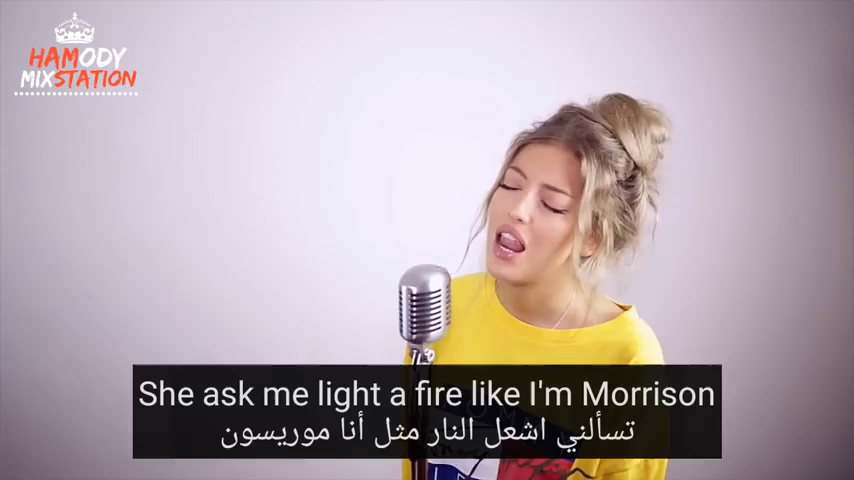 HAMODY
MIXSTATION
She ask me light a fire like I'm Morrison
تسألني اشعل النار مثل أنا موريسون